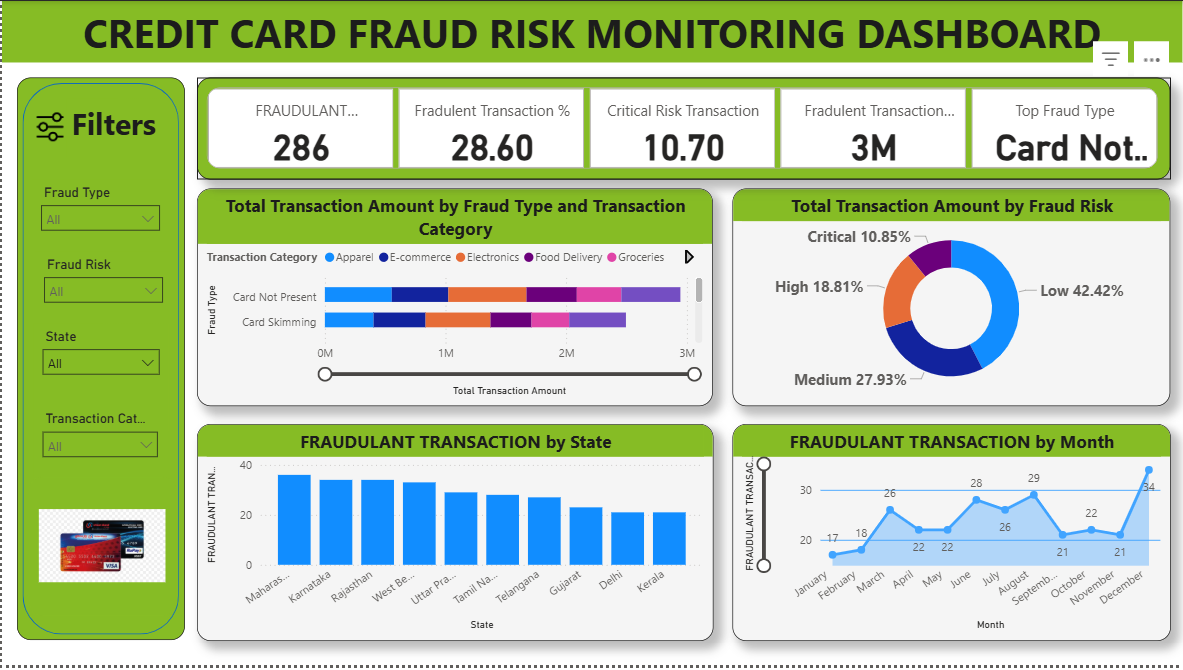 CREDIT CARD FRAUD RISK MONITORING DASHBOARD
Filters
Fraud Type
All
Fraud Risk
All
State
All
Transaction Cat...
All
VISA
FRAUDULANT...
286
Fradulent Transaction %
28.60
Critical Risk Transaction
10.70
Fradulent Transaction...
3M
Top Fraud Type
Card Not..
Total Transaction Amount by Fraud Type and Transaction
Category
Transaction Category Apparel E-commerce Electronics Food Delivery Groceries
Fraud Type
Card Not Present
Card Skimming
0M 1M 2M 3M
Total Transaction Amount
Total Transaction Amount by Fraud Risk
Critical 10.85%
High 18.81%
Low 42.42%
Medium 27.93%
FRAUDULANT TRANSACTION by State
FRAUDULANT TRAN...
40
20
0
Maharas... Karnataka Rajasthan West Be... Uttar Pra... Tamil Na... Telangana Gujarat Delhi Kerala
State
FRAUDULANT TRANSACTION by Month
FRAUDULANT TRANSAC...
30
20
17 18 26 22 22 28 26 29 21 22 21 34
January February March April May June July August Septemb... October November December
Month